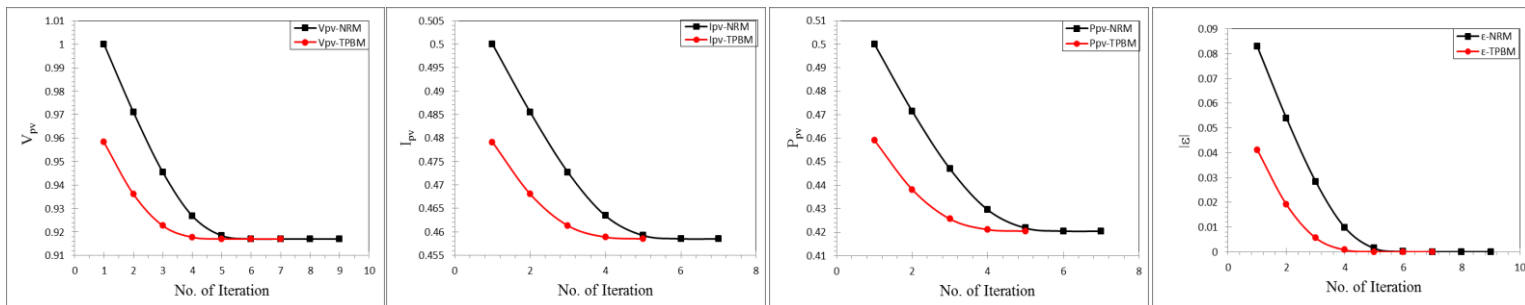 1.01
1
0.99
0.98
0.97
0.96
0.95
0.94
0.93
0.92
0.91
Vpv
0 1 2 3 4 5 6 7 8 9 10
No. of Iteration
Vpv-NRM
Vpv-TPBM
0.505
0.5
0.495
0.49
0.485
0.48
0.475
0.47
0.465
0.46
0.455
Ipv
0 2 4 6 8
No. of Iteration
Ipv-NRM
Ipv-TPBM
0.51
0.5
0.49
0.48
0.47
0.46
0.45
0.44
0.43
0.42
0.41
Ppv
0 2 4 6 8
No. of Iteration
Ppv-NRM
Ppv-TPBM
0.09
0.08
0.07
0.06
0.05
0.04
0.03
0.02
0.01
0
|ε|
0 2 4 6 8 10
No. of Iteration
ε-NRM
ε-TPBM